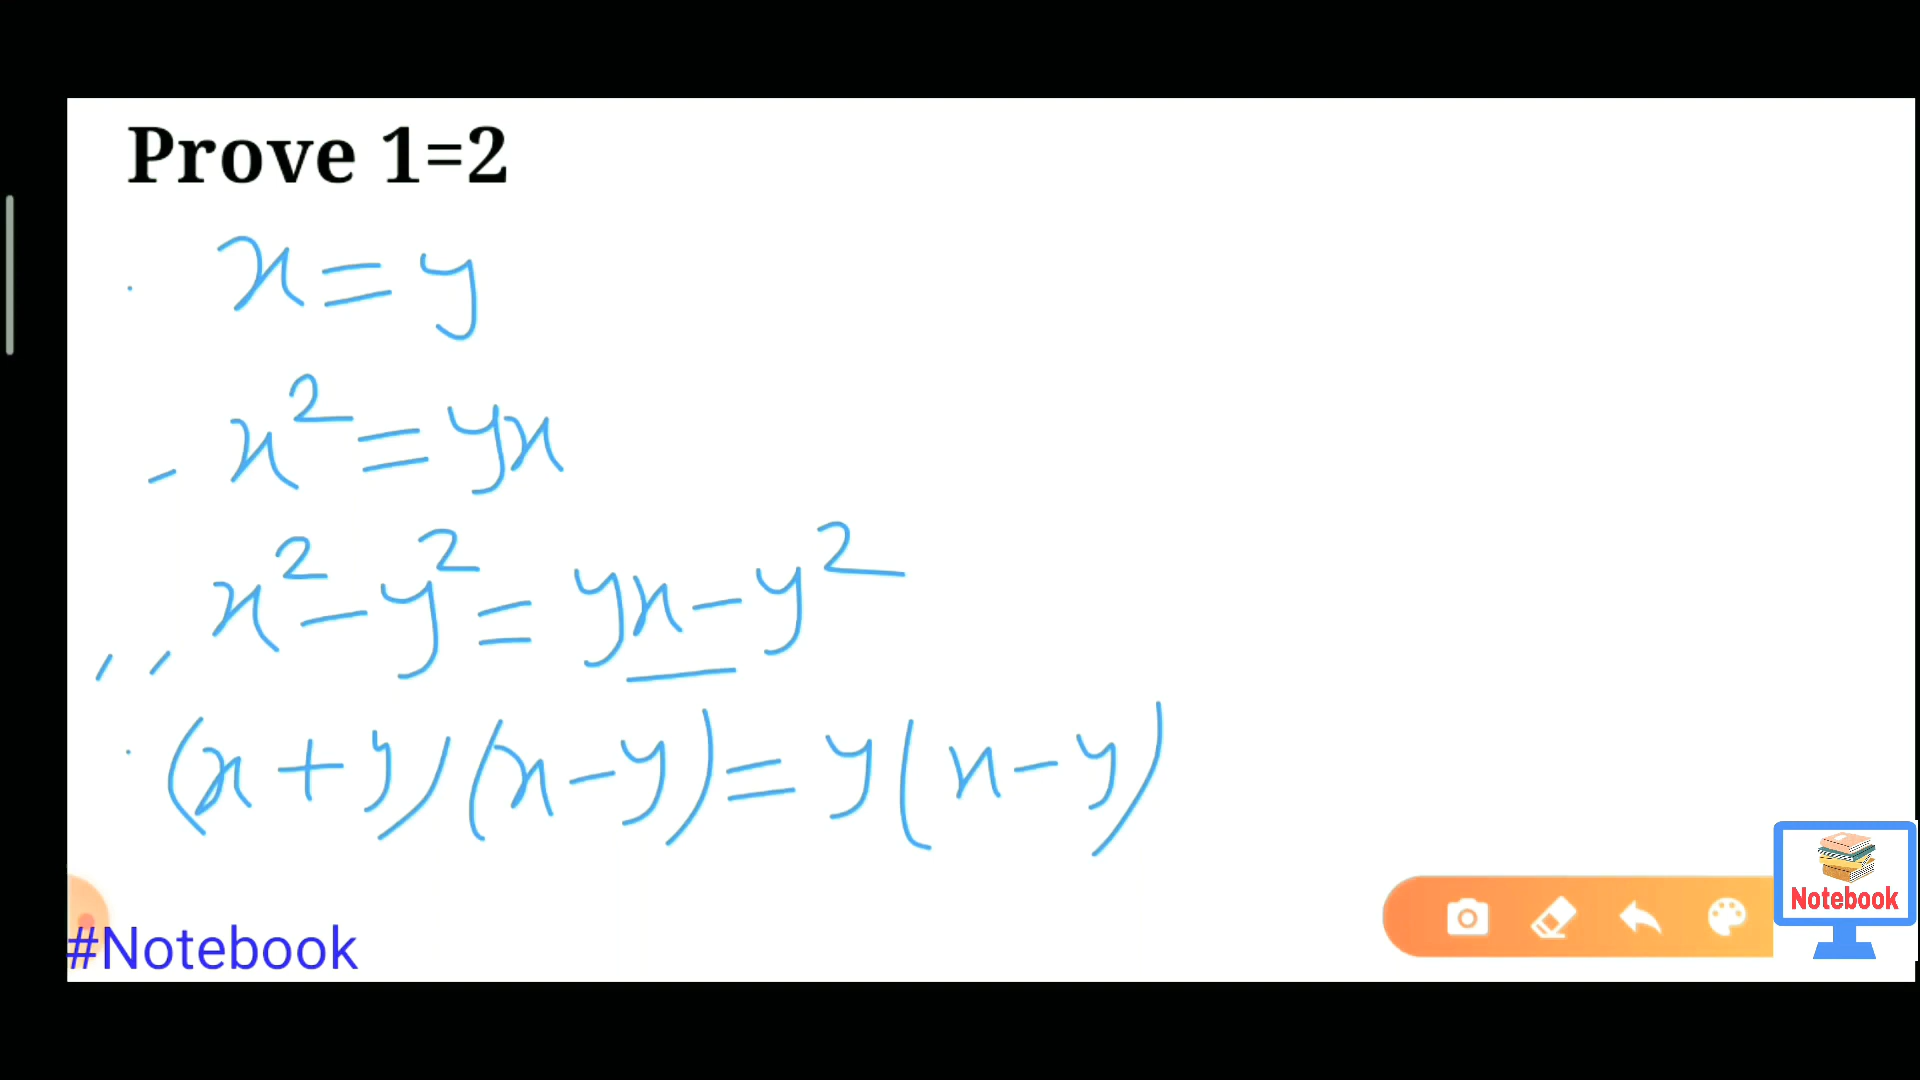 Prove 1=2
x = y
x² = yx
x² - y² = yx - y²
(x + y)(x - y) = y(x - y)
Notebook
#Notebook